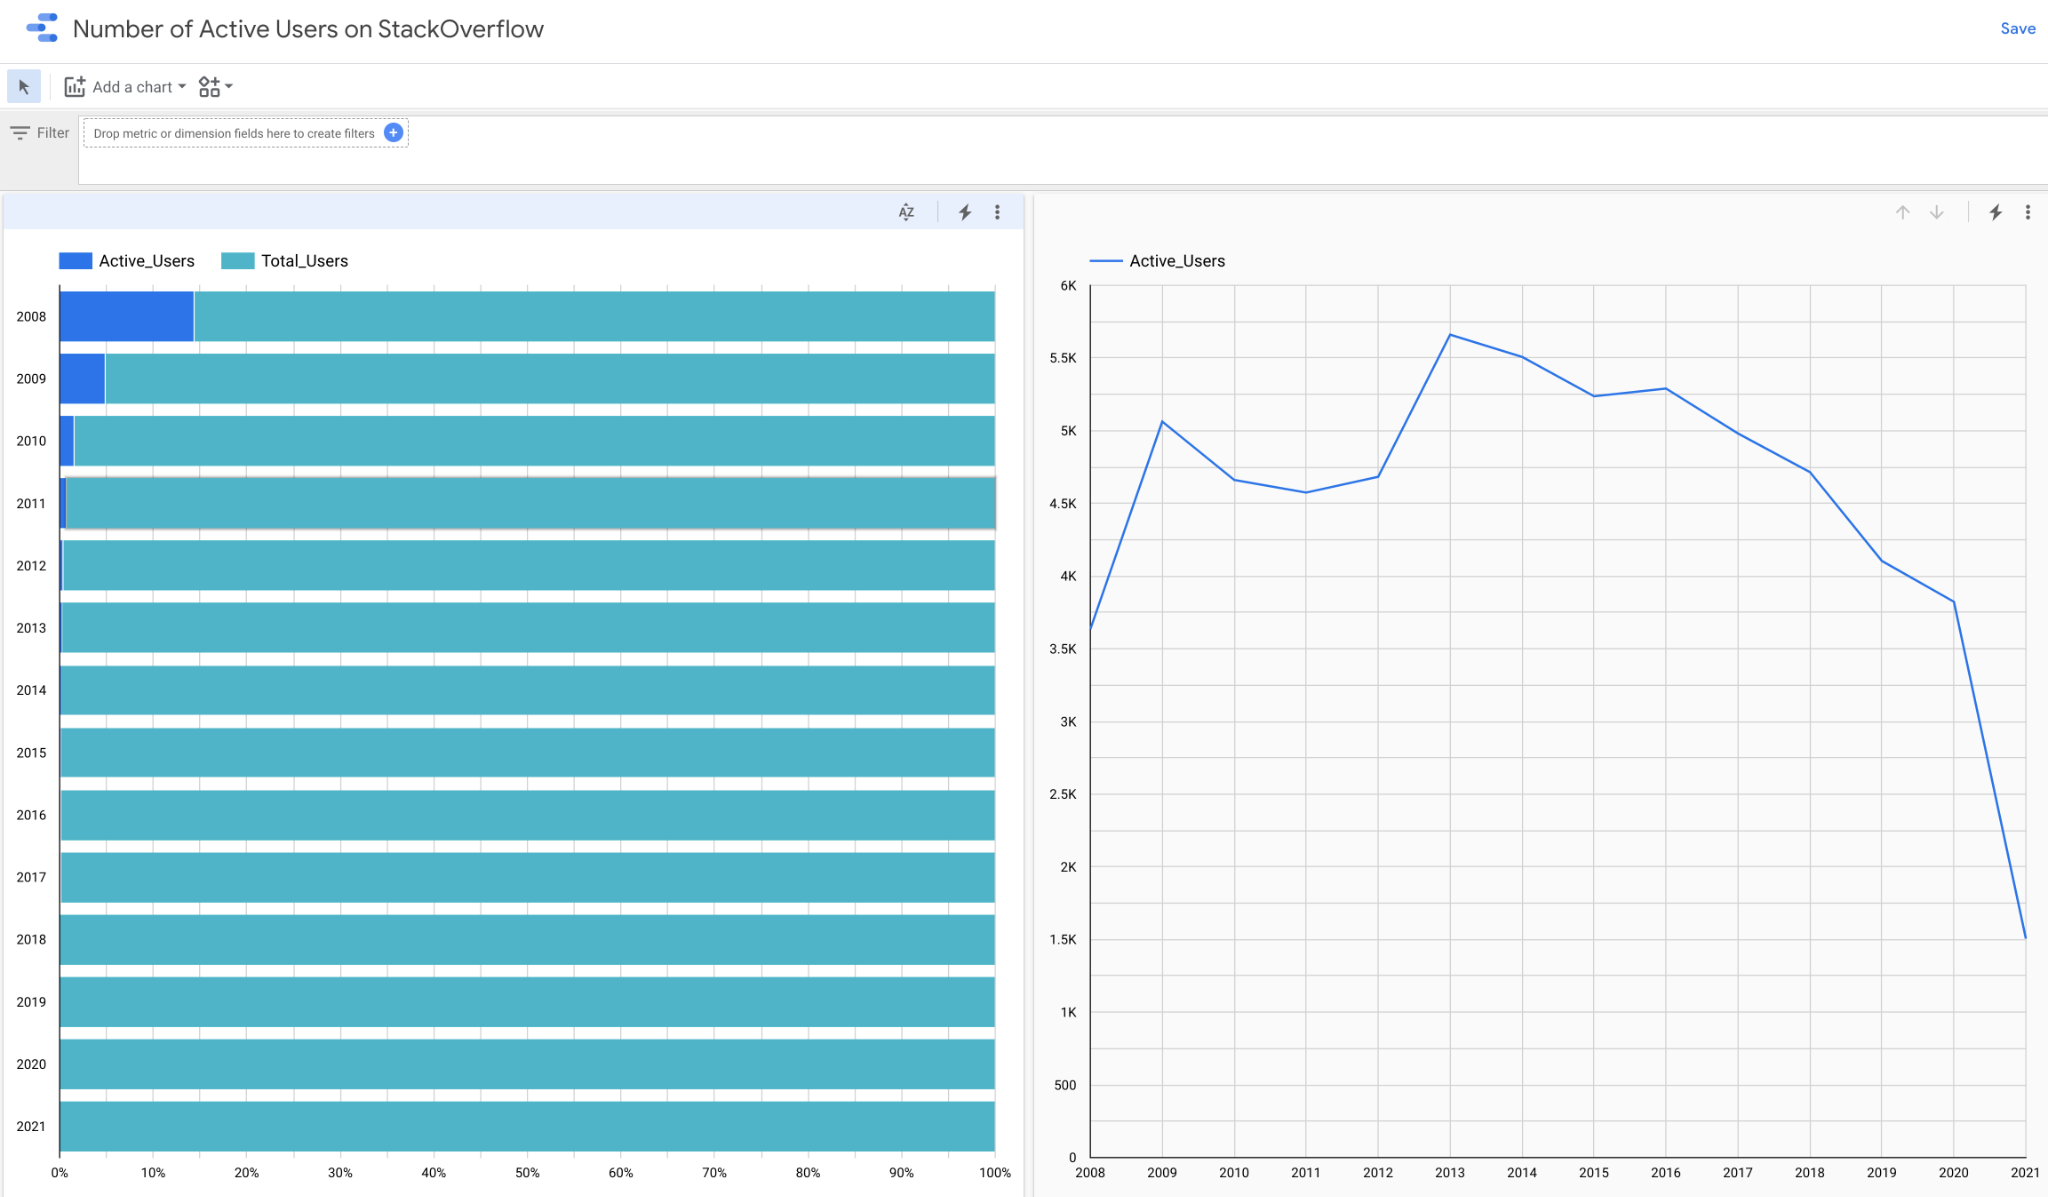 Number of Active Users on StackOverflow
Save
Add a chart
Filter
Drop metric or dimension fields here to create filters
AZ
Active_Users Total_Users
2008
2009
2010
2011
2012
2013
2014
2015
2016
2017
2018
2019
2020
2021
0% 10% 20% 30% 40% 50% 60% 70% 80% 90% 100%
Active_Users
6K
5.5K
5K
4.5K
4K
3.5K
3K
2.5K
2K
1.5K
1K
500
0
2008 2009 2010 2011 2012 2013 2014 2015 2016 2017 2018 2019 2020 2021